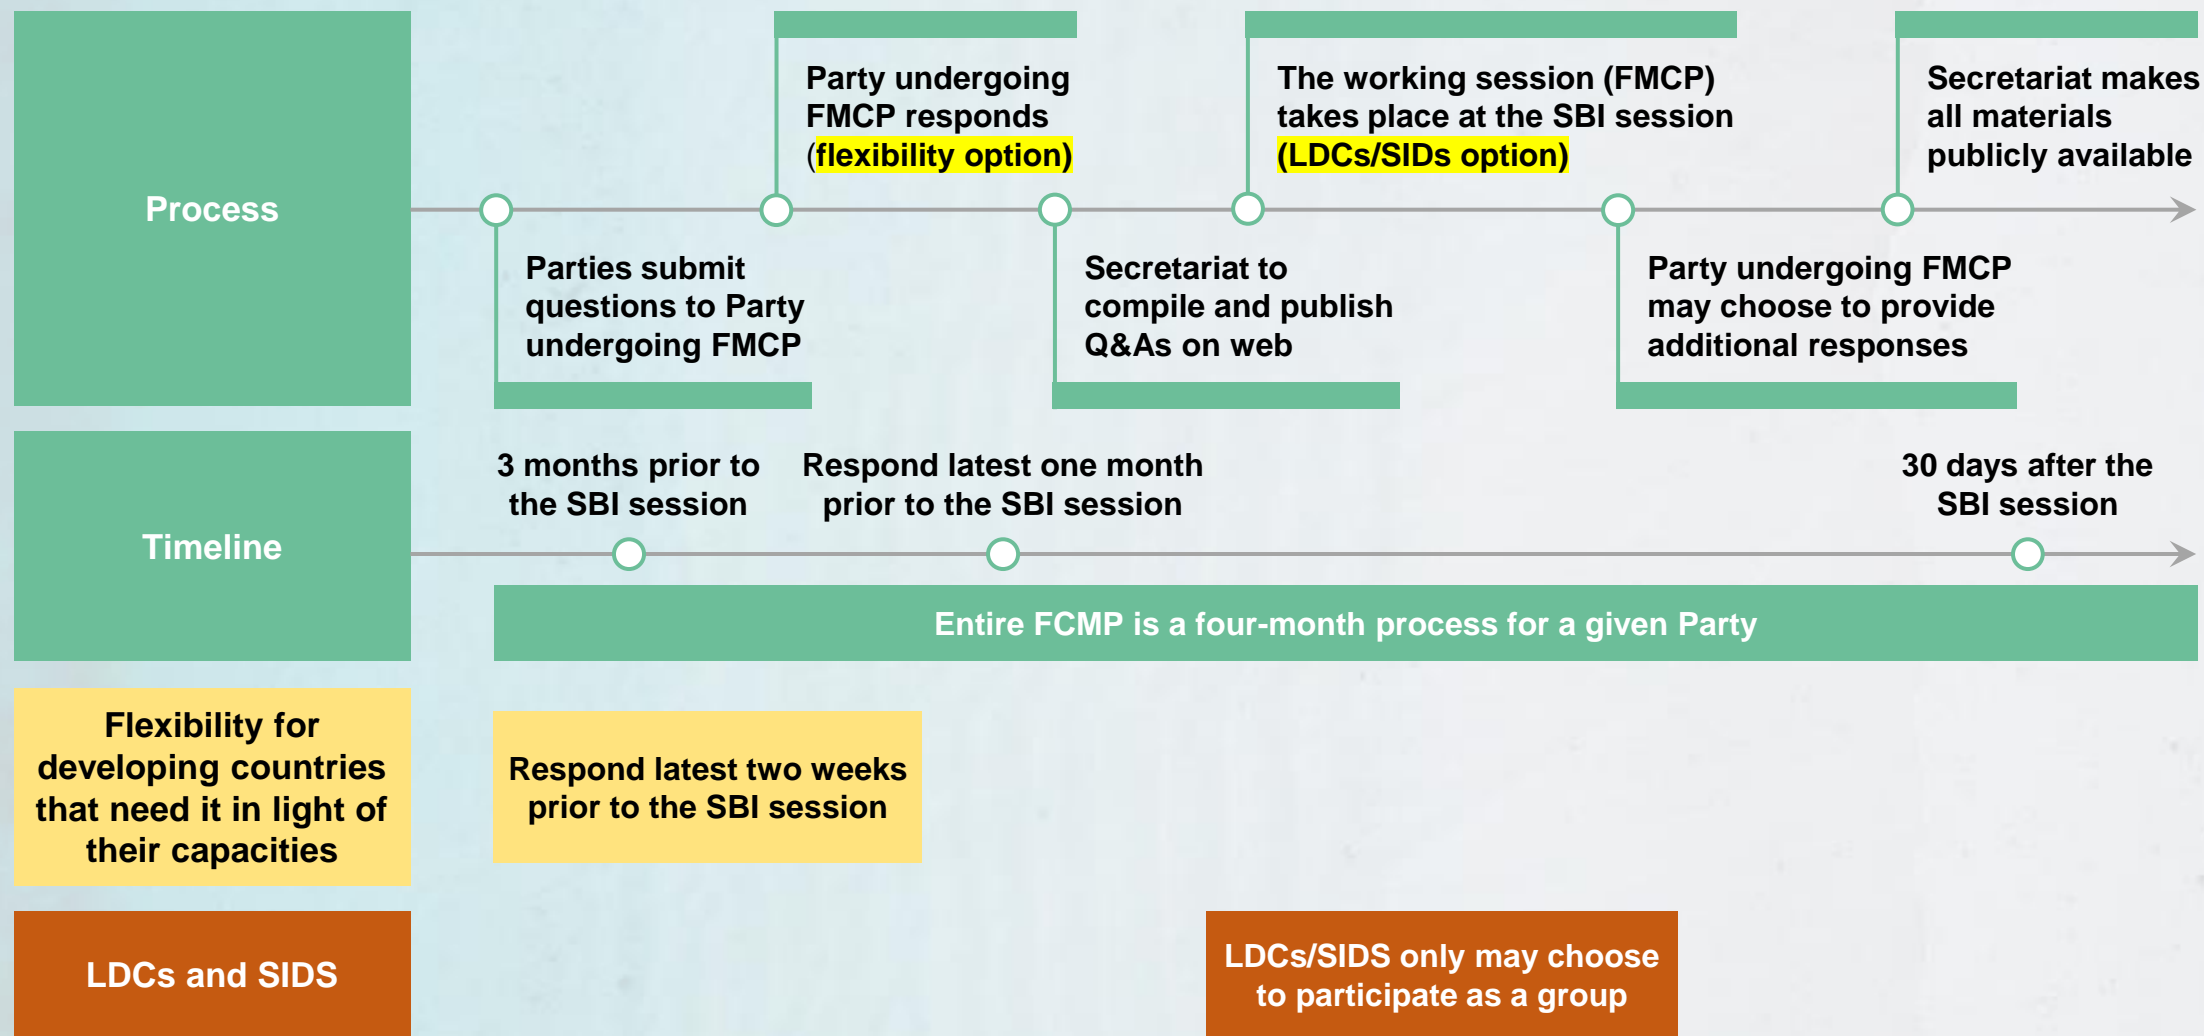 Process
Party undergoing
FMCP responds
(flexibility option)
The working session (FMCP)
takes place at the SBI session
(LDCs/SIDs option)
Secretariat makes
all materials
publicly available
Parties submit
questions to Party
undergoing FMCP
Secretariat to
compile and publish
Q&As on web
Party undergoing FMCP
may choose to provide
additional responses
Timeline
3 months prior to
the SBI session
Respond latest one month
prior to the SBI session
30 days after the
SBI session
Entire FCMP is a four-month process for a given Party
Flexibility for
developing countries
that need it in light of
their capacities
Respond latest two weeks
prior to the SBI session
LDCs and SIDS
LDCs/SIDS only may choose
to participate as a group